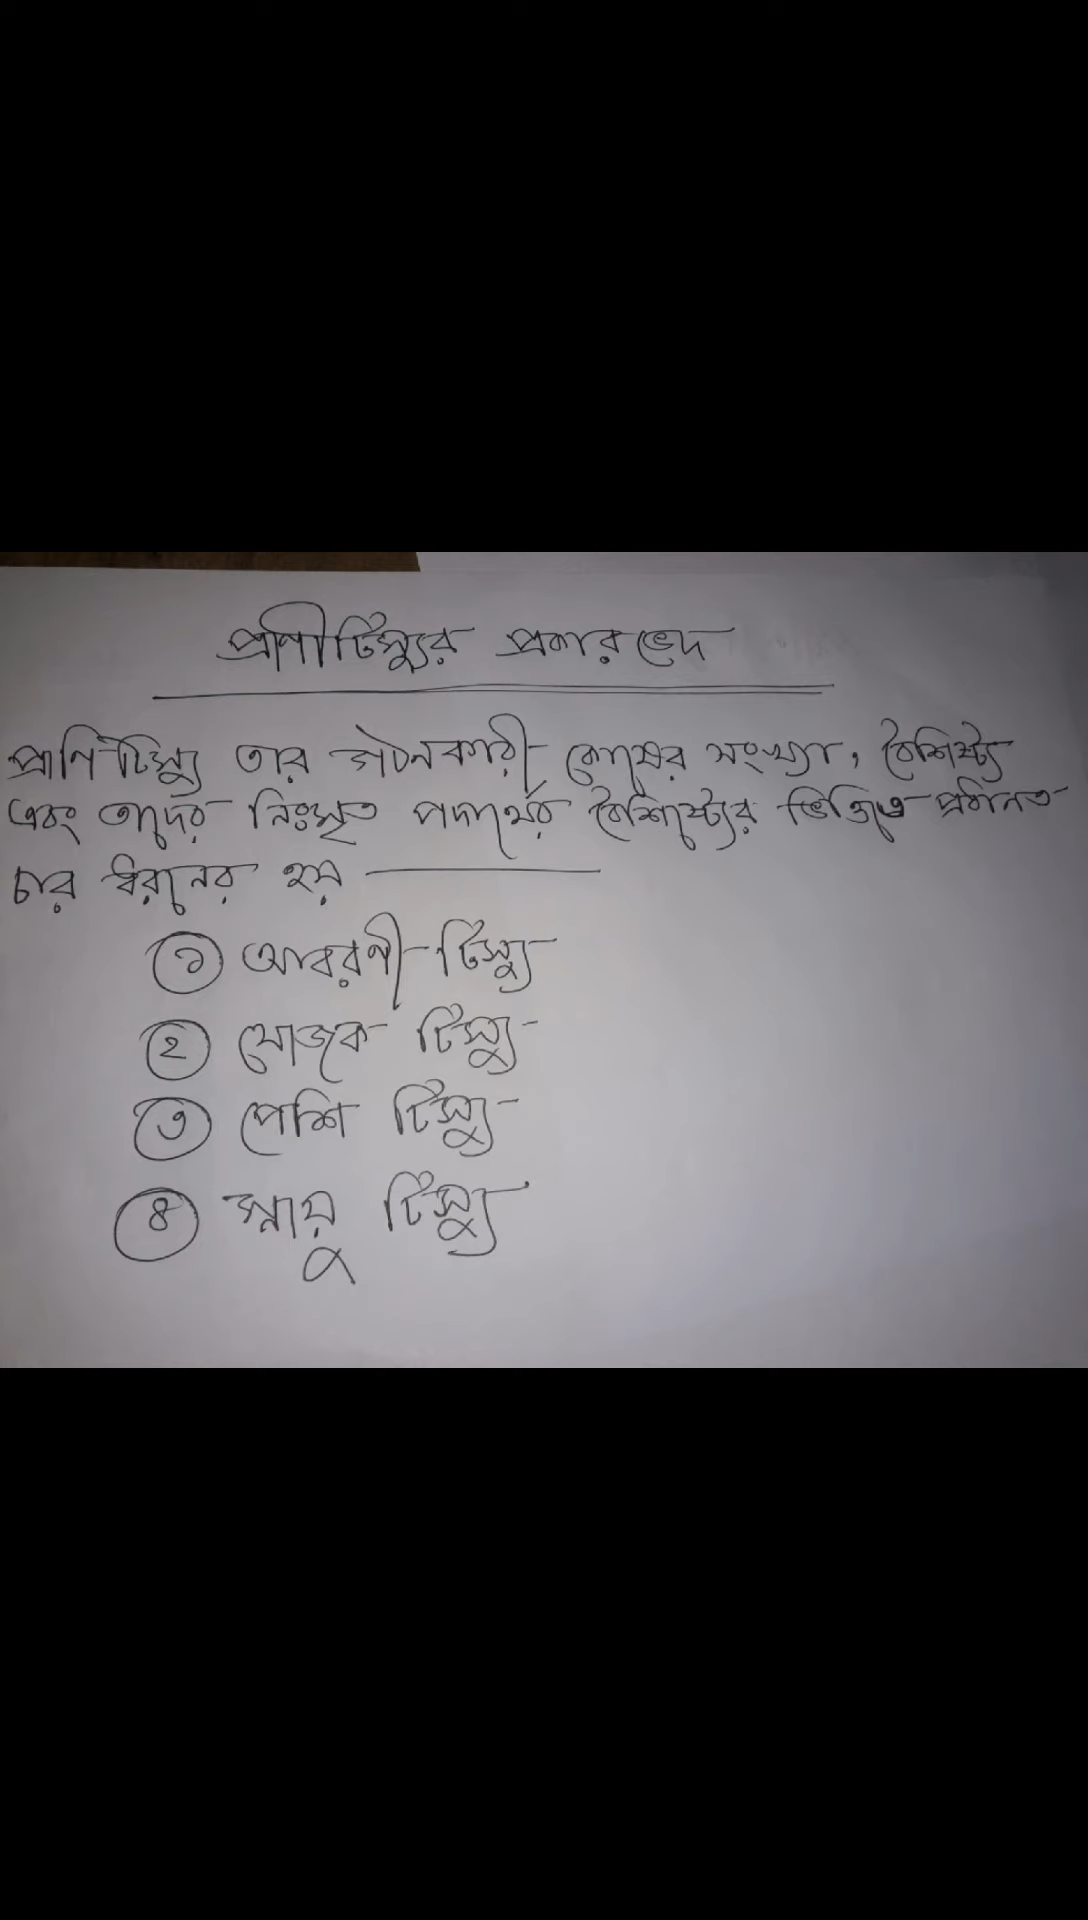 প্রাণীটিস্যুর প্রকারভেদ
প্রাণিটিস্যু তার গঠনকারী কোষের সংখ্যা, বৈশিষ্ট্য
এবং তাদের নিঃসৃত পদার্থের বৈশিষ্ট্যের ভিত্তিতে প্রধানত
চার ধরনের হয়
১ আবরণী টিস্যু
২ যোজক টিস্যু
৩ পেশি টিস্যু
৪ স্নায়ু টিস্যু